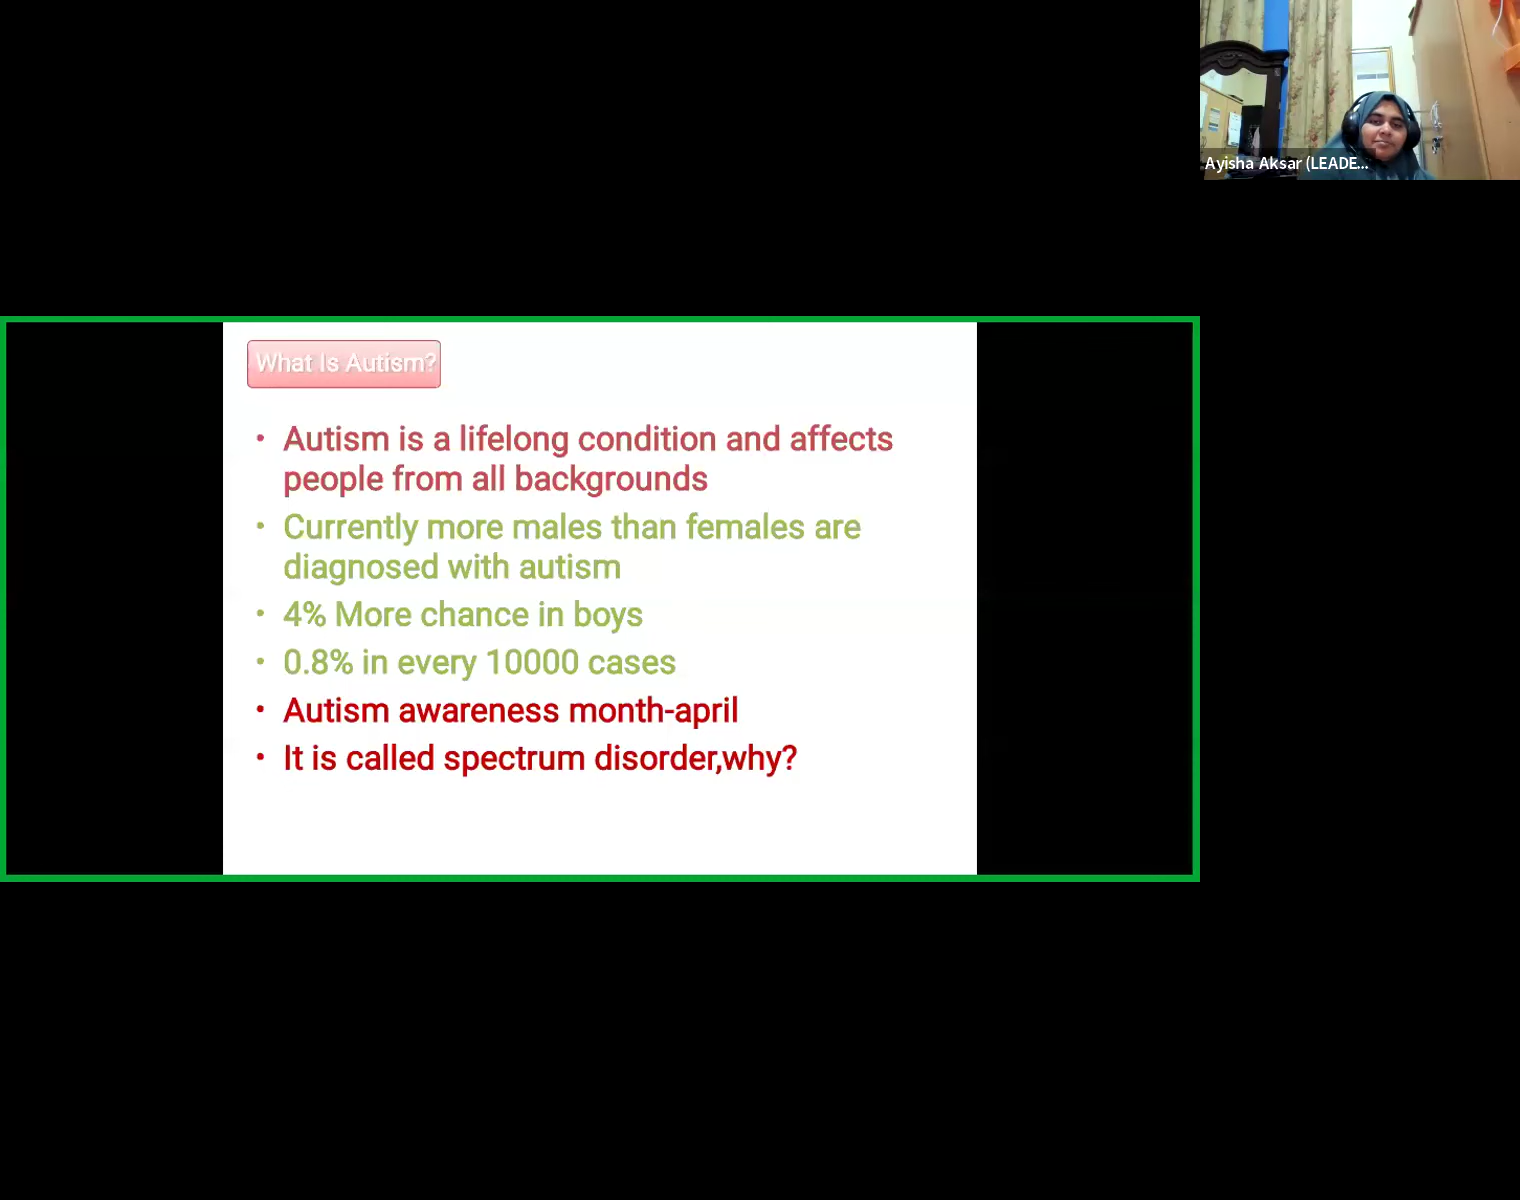 Ayisha Aksar (LEADE...
What Is Autism?
• Autism is a lifelong condition and affects
people from all backgrounds
• Currently more males than females are
diagnosed with autism
• 4% More chance in boys
• 0.8% in every 10000 cases
• Autism awareness month-april
• It is called spectrum disorder,why?